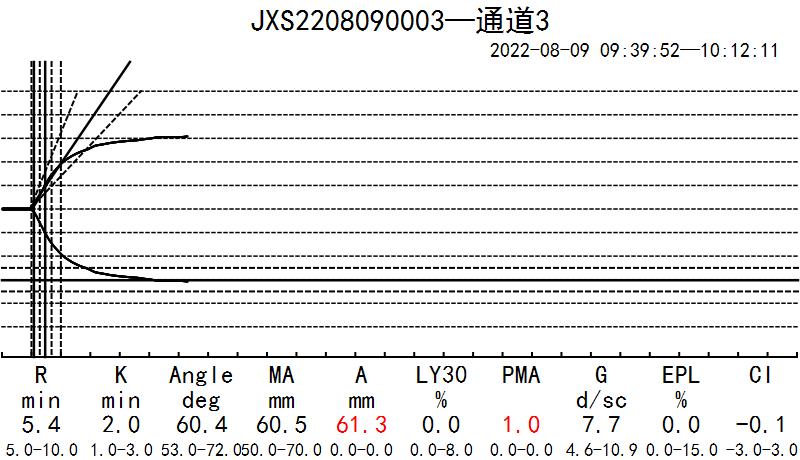 JXS2208090003—通道3
2022-08-09 09:39:52—10:12:11
R K Angle MA A LY30 PMA G EPL CI
min min deg mm mm % d/sc %
5.4 2.0 60.4 60.5 61.3 0.0 1.0 7.7 0.0 -0.1
5.0-10.0 1.0-3.0 53.0-72.0 50.0-70.0 0.0-0.0 0.0-8.0 0.0-0.0 4.6-10.9 0.0-15.0 -3.0-3.0